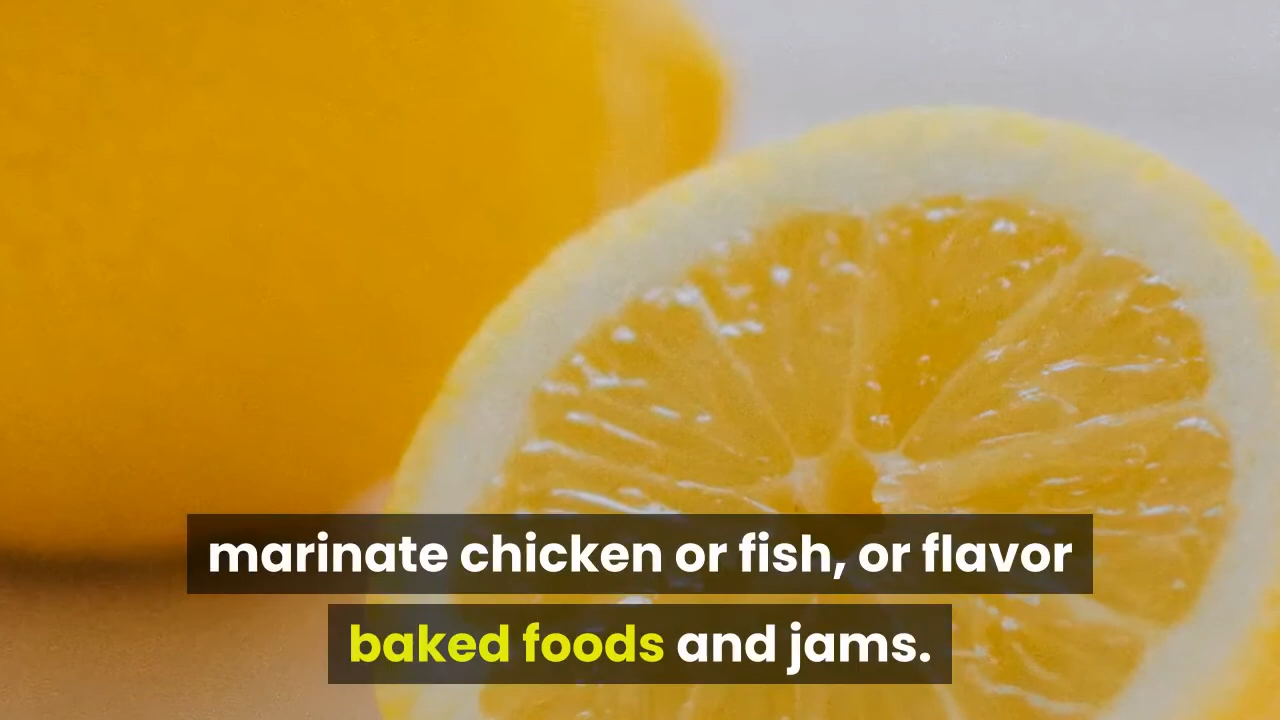 marinate chicken or fish, or flavor
baked foods and jams.